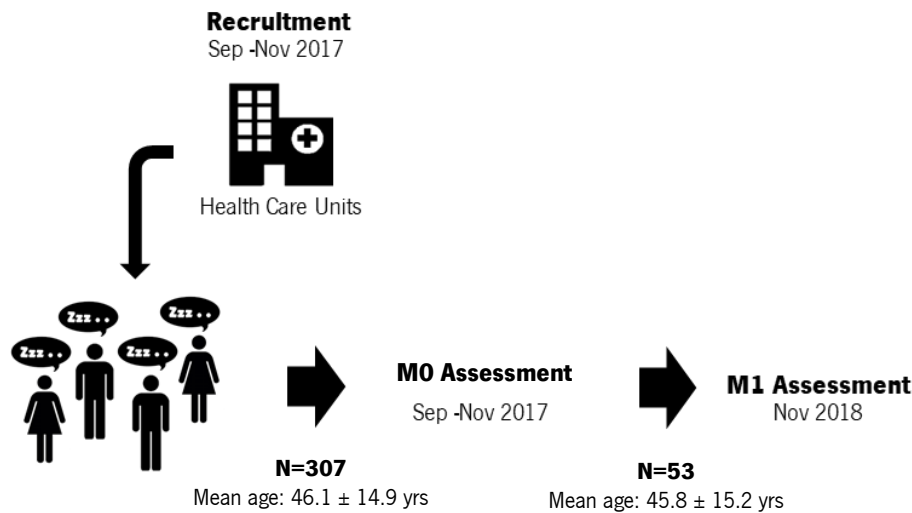 Recruitment
Sep -Nov 2017
Health Care Units
Zzz . .
Zzz . .
Zzz . .
Zzz . .
M0 Assessment
Sep -Nov 2017
M1 Assessment
Nov 2018
N=307
Mean age: 46.1 ± 14.9 yrs
N=53
Mean age: 45.8 ± 15.2 yrs